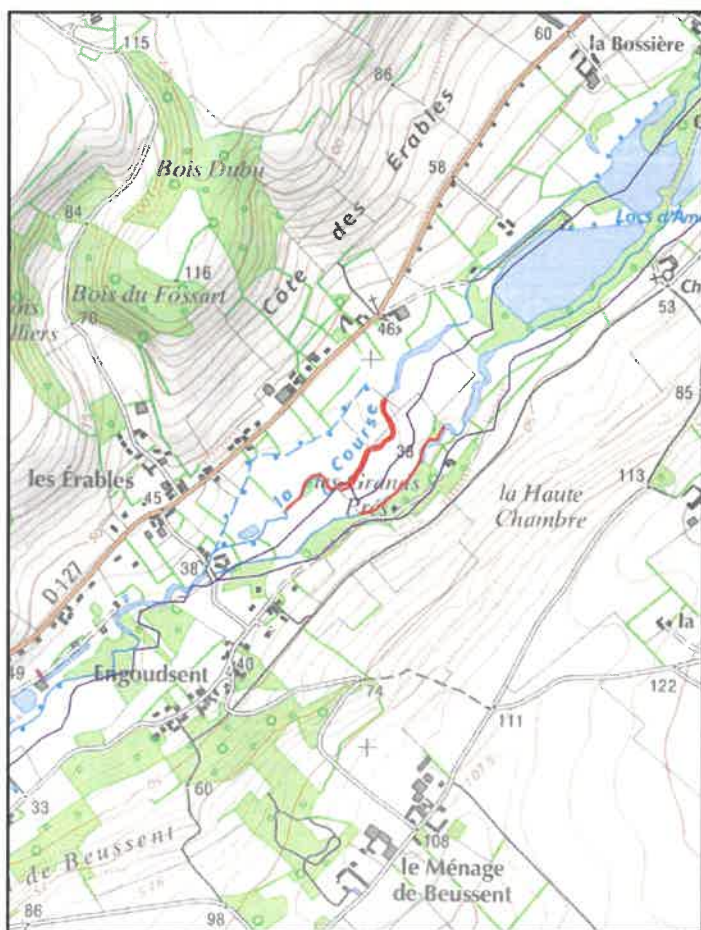 115
60
la Bossière
86
Côte des Érables
58
Bois Dubu
84
116
Bois du Fossart
78
Lacs d'Am
Ch
53
46
85
la Course
38
les Grands
Prés
les Érables
45
113
la Haute
Chambre
38
D 127
49
Engoudsent
40
74
la
122
111
60
33
108
de Beussent
le Ménage
de Beussent
86
98